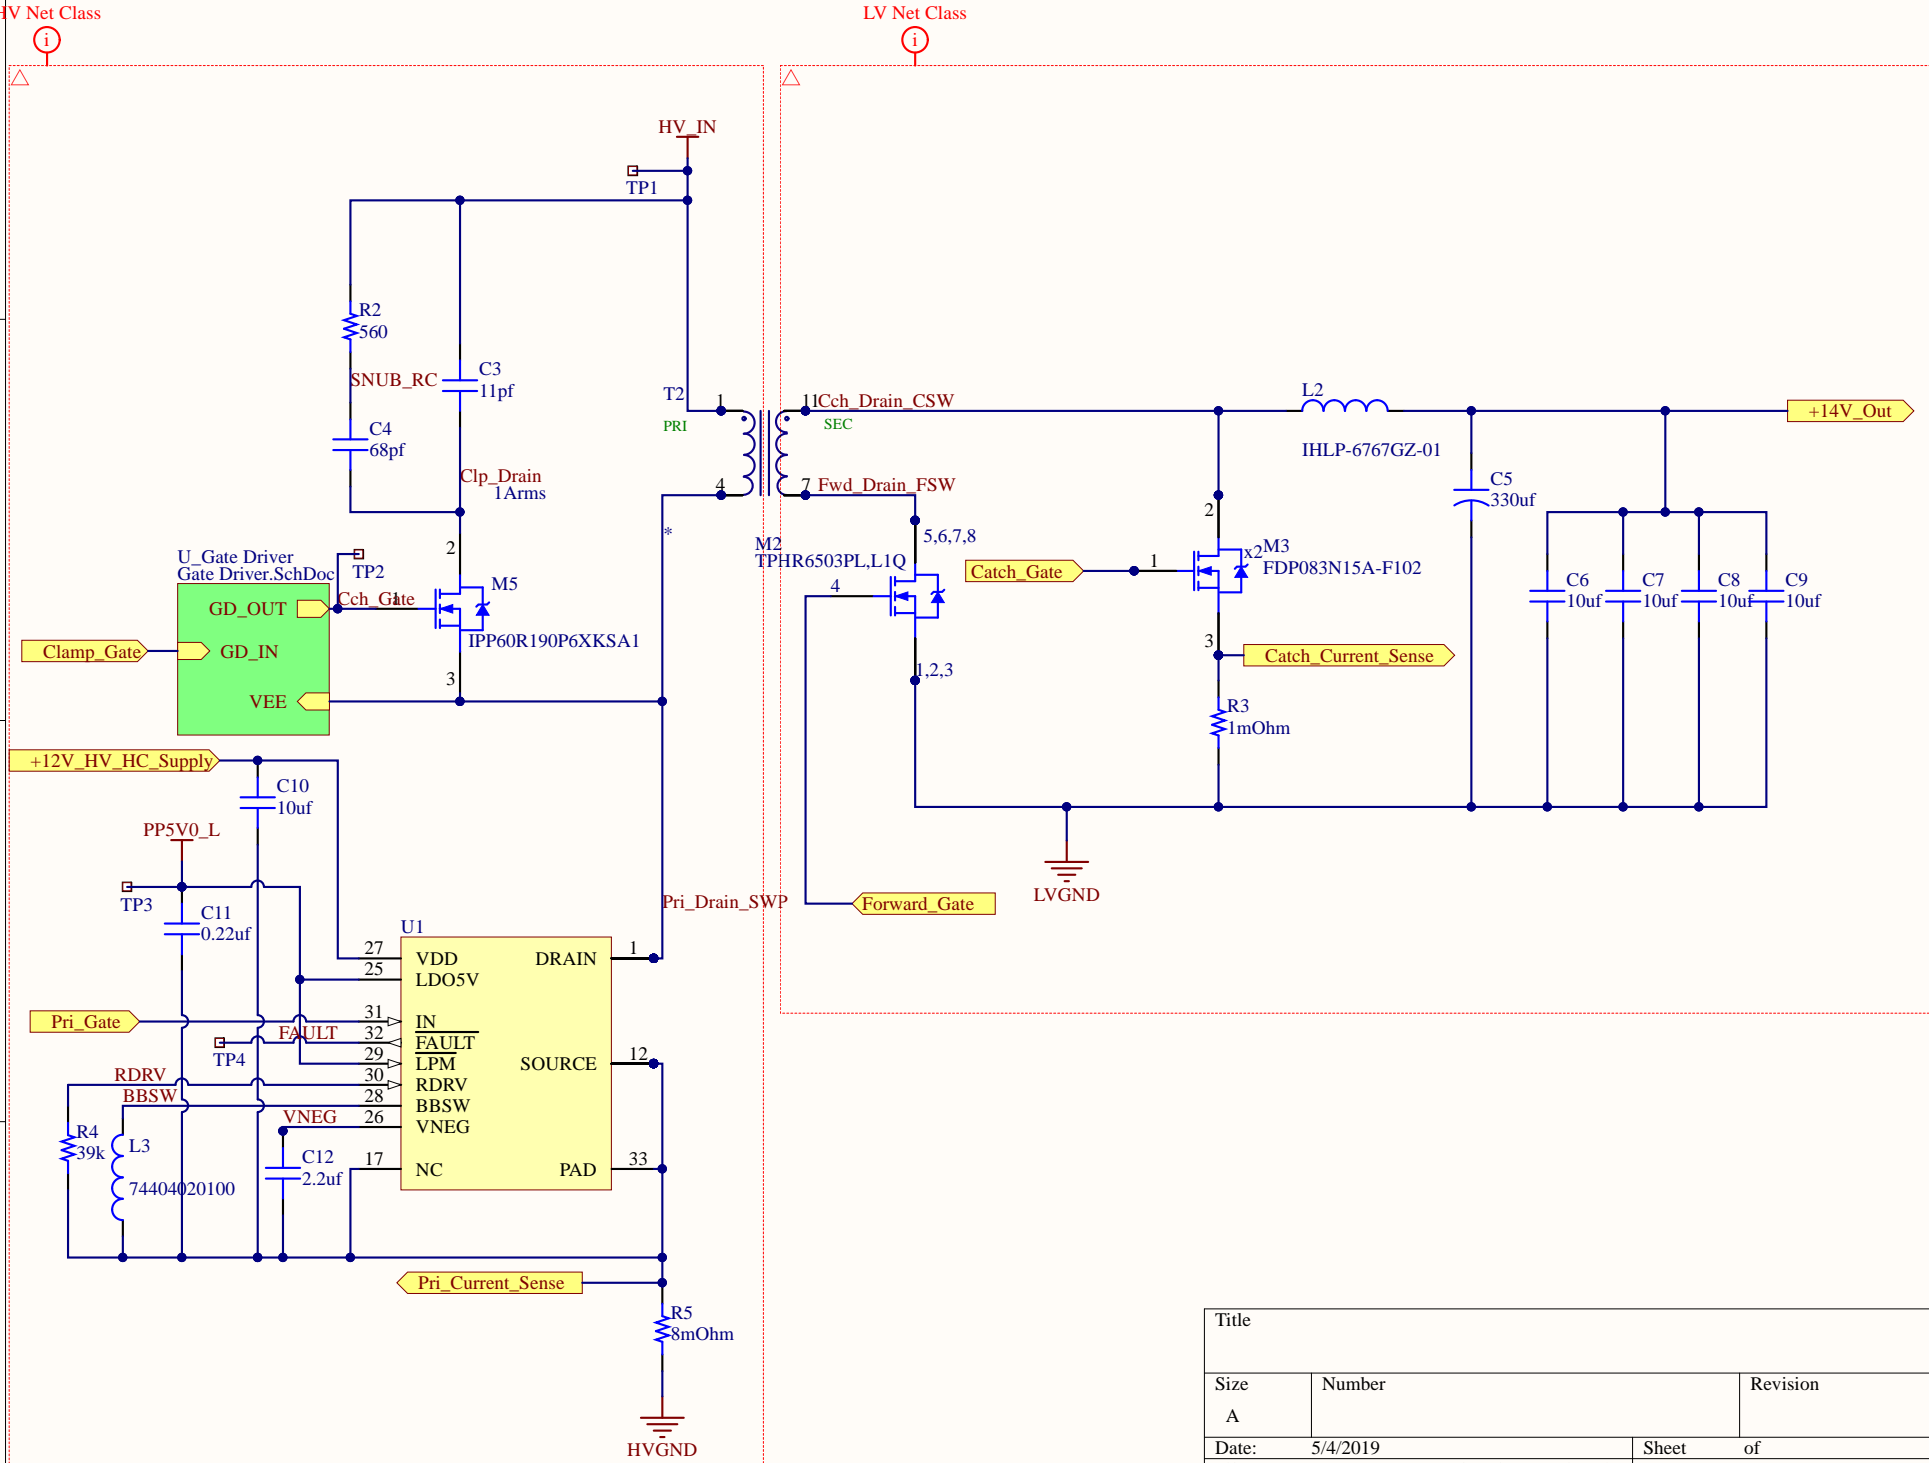 HV Net Class
i
LV Net Class
i
HV_IN
TP1
R2
560
SNUB_RC
C3
11pf
C4
68pf
Clp_Drain
1Arms
T2
PRI
1
4
*
11
Cch_Drain_CSW
SEC
7
Fwd_Drain_FSW
L2
IHLP-6767GZ-01
+14V_Out
C5
330uf
C6
10uf
C7
10uf
C8
10uf
C9
10uf
M2
TPHR6503PL,L1Q
5,6,7,8
4
1,2,3
Catch_Gate
1
2
x2
M3
FDP083N15A-F102
3
Catch_Current_Sense
R3
1mOhm
LVGND
Forward_Gate
U_Gate Driver
Gate Driver.SchDoc
GD_OUT
GD_IN
VEE
Clamp_Gate
TP2
Cch_Gate
1
2
M5
IPP60R190P6XKSA1
3
+12V_HV_HC_Supply
C10
10uf
PP5V0_L
TP3
C11
0.22uf
Pri_Drain_SWP
U1
27
VDD
DRAIN
1
25
LDO5V
Pri_Gate
31
IN
FAULT
32
FAULT
TP4
29
LPM
SOURCE
12
RDRV
30
RDRV
BBSW
28
BBSW
VNEG
26
VNEG
17
NC
PAD
33
R4
39k
L3
74404020100
C12
2.2uf
Pri_Current_Sense
R5
8mOhm
HVGND
Title
Size
Number
Revision
A
Date:
5/4/2019
Sheet
of